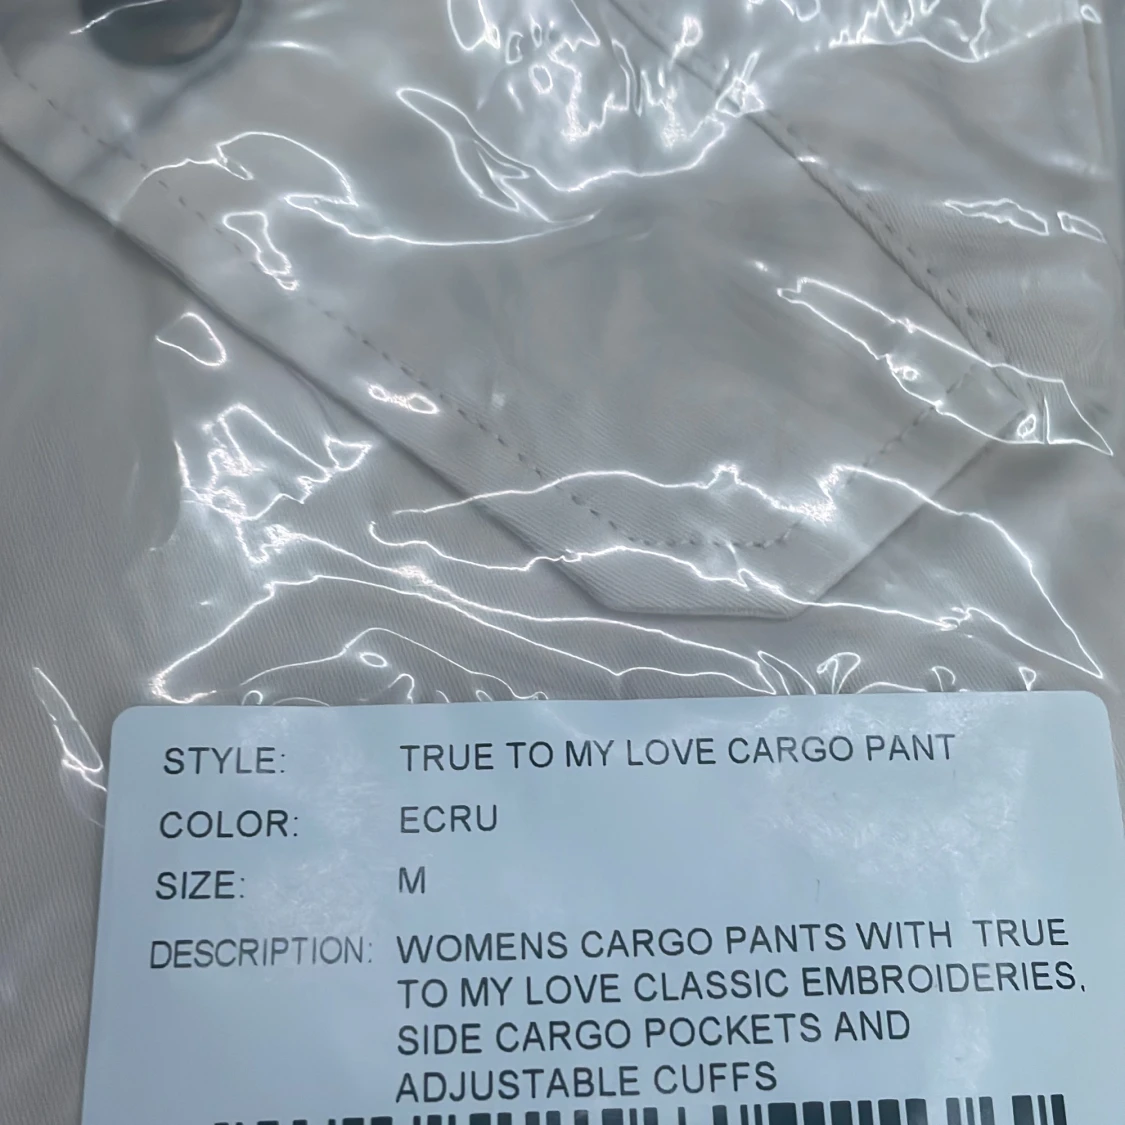 STYLE: TRUE TO MY LOVE CARGO PANT
COLOR: ECRU
SIZE: M
DESCRIPTION: WOMENS CARGO PANTS WITH TRUE
TO MY LOVE CLASSIC EMBROIDERIES,
SIDE CARGO POCKETS AND
ADJUSTABLE CUFFS